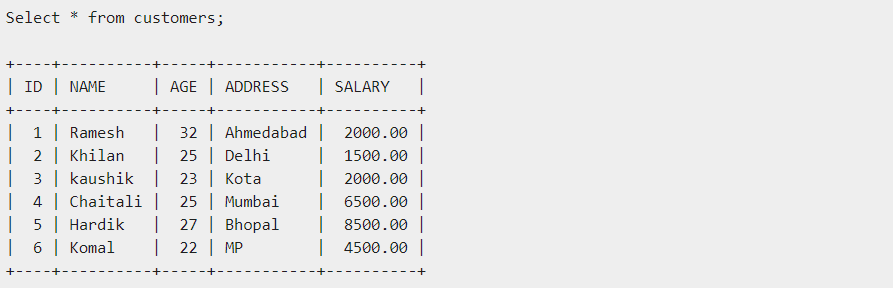 Select * from customers;
+----+----------+-----+-----------+----------+
| ID | NAME     | AGE | ADDRESS   | SALARY   |
+----+----------+-----+-----------+----------+
|  1 | Ramesh   |  32 | Ahmedabad |  2000.00 |
|  2 | Khilan   |  25 | Delhi     |  1500.00 |
|  3 | kaushik  |  23 | Kota      |  2000.00 |
|  4 | Chaitali |  25 | Mumbai    |  6500.00 |
|  5 | Hardik   |  27 | Bhopal    |  8500.00 |
|  6 | Komal    |  22 | MP        |  4500.00 |
+----+----------+-----+-----------+----------+